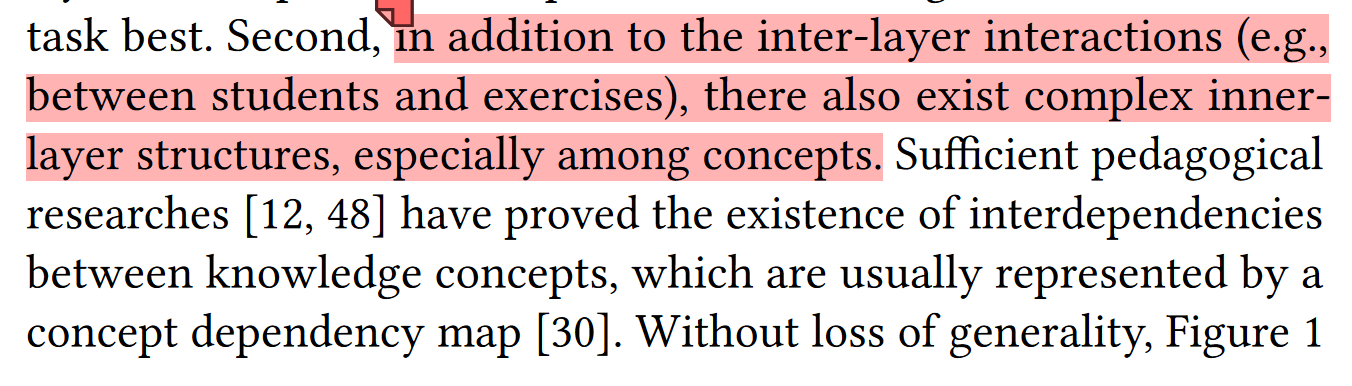 task best. Second, in addition to the inter-layer interactions (e.g.,
between students and exercises), there also exist complex inner-
layer structures, especially among concepts. Sufficient pedagogical
researches [12, 48] have proved the existence of interdependencies
between knowledge concepts, which are usually represented by a
concept dependency map [30]. Without loss of generality, Figure 1